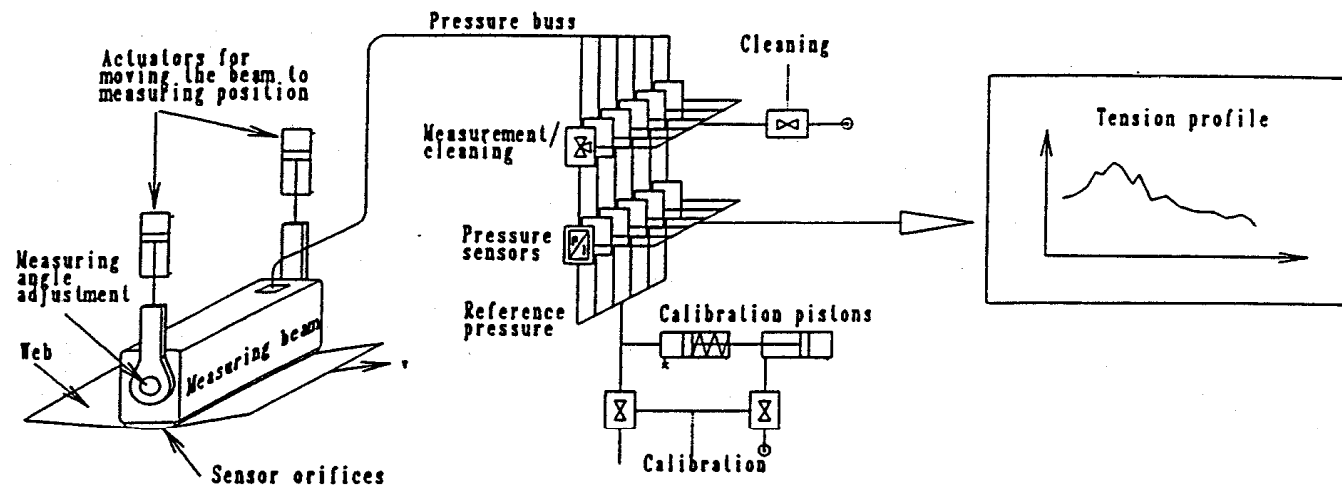 Pressure buss
Actuators for
moving the beam to
measuring position
Cleaning
Measurement/
cleaning
Tension profile
Pressure
sensors
Measuring
angle
adjustment
Reference
pressure
Calibration pistons
Web
Measuring beam
v
Calibration
Sensor orifices